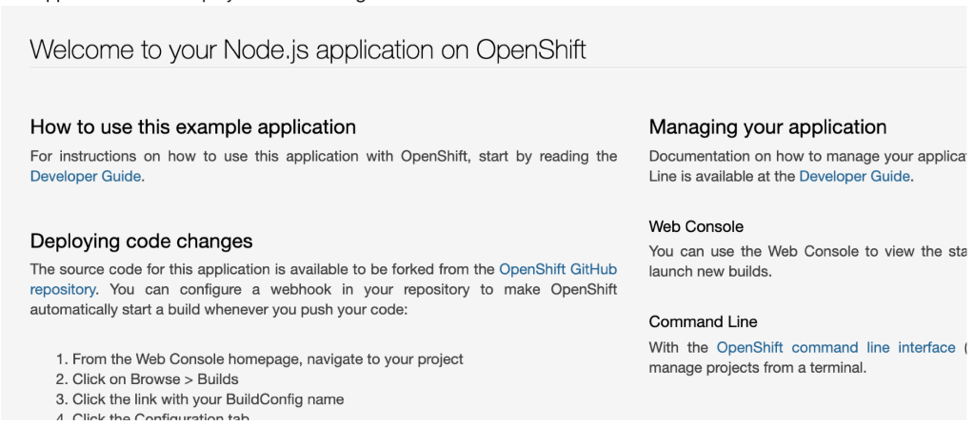 Welcome to your Node.js application on OpenShift
How to use this example application
For instructions on how to use this application with OpenShift, start by reading the
Developer Guide.
Deploying code changes
The source code for this application is available to be forked from the OpenShift GitHub
repository. You can configure a webhook in your repository to make OpenShift
automatically start a build whenever you push your code:
1. From the Web Console homepage, navigate to your project
2. Click on Browse > Builds
3. Click the link with your BuildConfig name
4. Click the Configuration tab
Managing your application
Documentation on how to manage your applica
Line is available at the Developer Guide.
Web Console
You can use the Web Console to view the sta
launch new builds.
Command Line
With the OpenShift command line interface (
manage projects from a terminal.